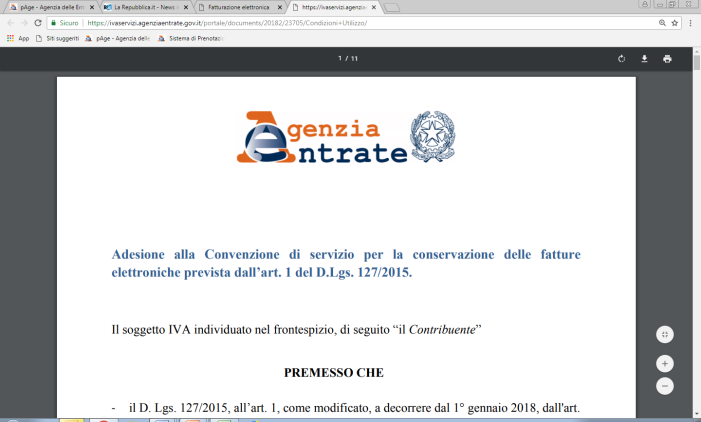 pAge - Agenzia delle Ent
La Repubblica.it - News
Fatturazione elettronica
https://ivaservizi.agenzia
Sicuro
https://ivaservizi.agenziaentrate.gov.it/portale/documents/20182/23705/Condizioni+Utilizzo/
App
Siti suggeriti
pAge - Agenzia delle
Sistema di Prenotazio
1 / 11
Agenzia
Entrate
Adesione alla Convenzione di servizio per la conservazione delle fatture
elettroniche prevista dall’art. 1 del D.Lgs. 127/2015.
Il soggetto IVA individuato nel frontespizio, di seguito “il Contribuente”
PREMESSO CHE
- il D. Lgs. 127/2015, all’art. 1, come modificato, a decorrere dal 1° gennaio 2018, dall'art.